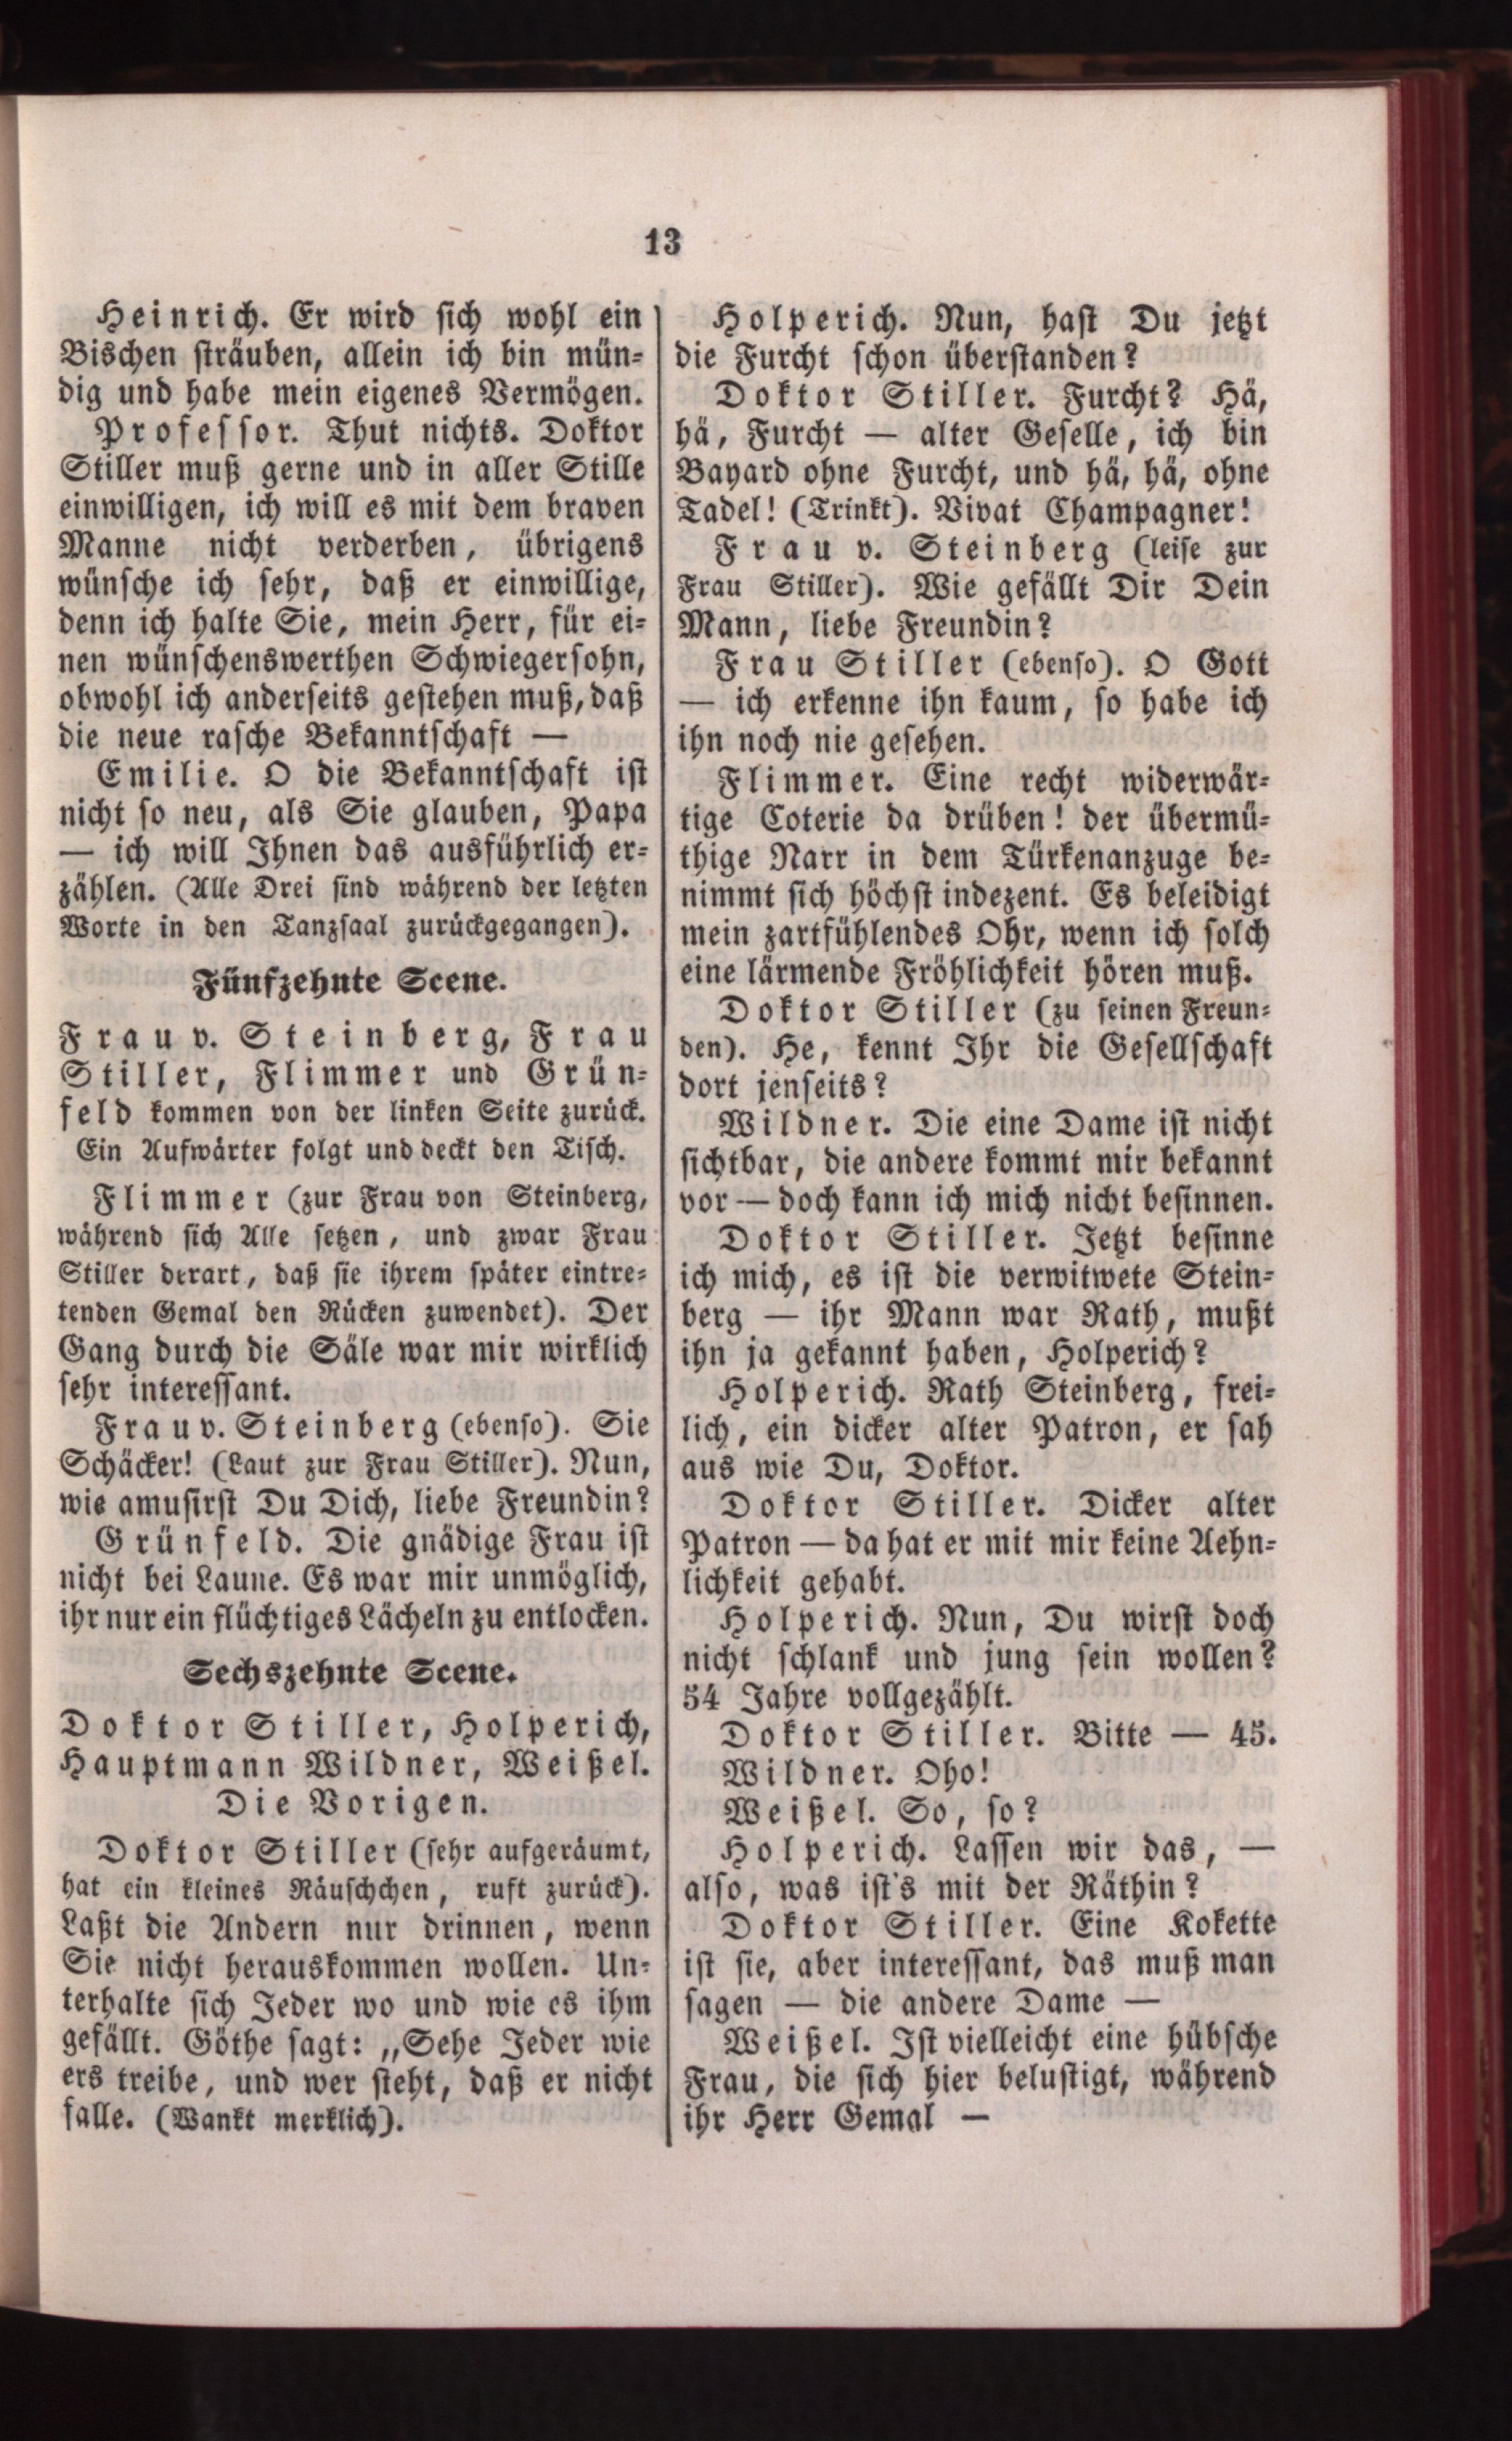 13
Heinrich. Er wird sich wohl ein
Bischen sträuben, allein ich bin mün-
dig und habe mein eigenes Vermögen.
Professor. Thut nichts. Doktor
Stiller muß gerne und in aller Stille
einwilligen, ich will es mit dem braven
Manne nicht verderben, übrigens
wünsche ich sehr, daß er einwillige,
denn ich halte Sie, mein Herr, für ei-
nen wünschenswerthen Schwiegersohn,
obwohl ich anderseits gestehen muß, daß
die neue rasche Bekanntschaft —
Emilie. O die Bekanntschaft ist
nicht so neu, als Sie glauben, Papa
— ich will Ihnen das ausführlich er-
zählen. (Alle Drei sind während der letzten
Worte in den Tanzsaal zurückgegangen).
Fünfzehnte Scene.
Frau v. Steinberg, Frau
Stiller, Flimmer und Grün-
feld kommen von der linken Seite zurück.
Ein Aufwärter folgt und deckt den Tisch.
Flimmer (zur Frau von Steinberg,
während sich Alle setzen, und zwar Frau
Stiller derart, daß sie ihrem später eintre-
tenden Gemal den Rücken zuwendet). Der
Gang durch die Säle war mir wirklich
sehr interessant.
Frau v. Steinberg (ebenso). Sie
Schäcker! (Laut zur Frau Stiller). Nun,
wie amusirst Du Dich, liebe Freundin?
Grünfeld. Die gnädige Frau ist
nicht bei Laune. Es war mir unmöglich,
ihr nur ein flüchtiges Lächeln zu entlocken.
Sechszehnte Scene.
Doktor Stiller, Holperich,
Hauptmann Wildner, Weißel.
Die Vorigen.
Doktor Stiller (sehr aufgeräumt,
hat ein kleines Räuschchen, ruft zurück).
Laßt die Andern nur drinnen, wenn
Sie nicht herauskommen wollen. Un-
terhalte sich Jeder wo und wie es ihm
gefällt. Göthe sagt: „Sehe Jeder wie
ers treibe, und wer steht, daß er nicht
falle. (Wankt merklich).
Holperich. Nun, hast Du jetzt
die Furcht schon überstanden?
Doktor Stiller. Furcht? Hä,
hä, Furcht — alter Geselle, ich bin
Bayard ohne Furcht, und hä, hä, ohne
Tadel! (Trinkt). Vivat Champagner!
Frau v. Steinberg (leise zur
Frau Stiller). Wie gefällt Dir Dein
Mann, liebe Freundin?
Frau Stiller (ebenso). O Gott
— ich erkenne ihn kaum, so habe ich
ihn noch nie gesehen.
Flimmer. Eine recht widerwär-
tige Coterie da drüben! der übermü-
thige Narr in dem Türkenanzuge be-
nimmt sich höchst indezent. Es beleidigt
mein zartfühlendes Ohr, wenn ich solch
eine lärmende Fröhlichkeit hören muß.
Doktor Stiller (zu seinen Freun-
den). He, kennt Ihr die Gesellschaft
dort jenseits?
Wildner. Die eine Dame ist nicht
sichtbar, die andere kommt mir bekannt
vor — doch kann ich mich nicht besinnen.
Doktor Stiller. Jetzt besinne
ich mich, es ist die verwitwete Stein-
berg — ihr Mann war Rath, mußt
ihn ja gekannt haben, Holperich?
Holperich. Rath Steinberg, frei-
lich, ein dicker alter Patron, er sah
aus wie Du, Doktor.
Doktor Stiller. Dicker alter
Patron — da hat er mit mir keine Aehn-
lichkeit gehabt.
Holperich. Nun, Du wirst doch
nicht schlank und jung sein wollen?
54 Jahre vollgezählt.
Doktor Stiller. Bitte — 45.
Wildner. Oho!
Weißel. So, so?
Holperich. Lassen wir das, —
also, was ist's mit der Räthin?
Doktor Stiller. Eine Kokette
ist sie, aber interessant, das muß man
sagen — die andere Dame —
Weißel. Ist vielleicht eine hübsche
Frau, die sich hier belustigt, während
ihr Herr Gemal —